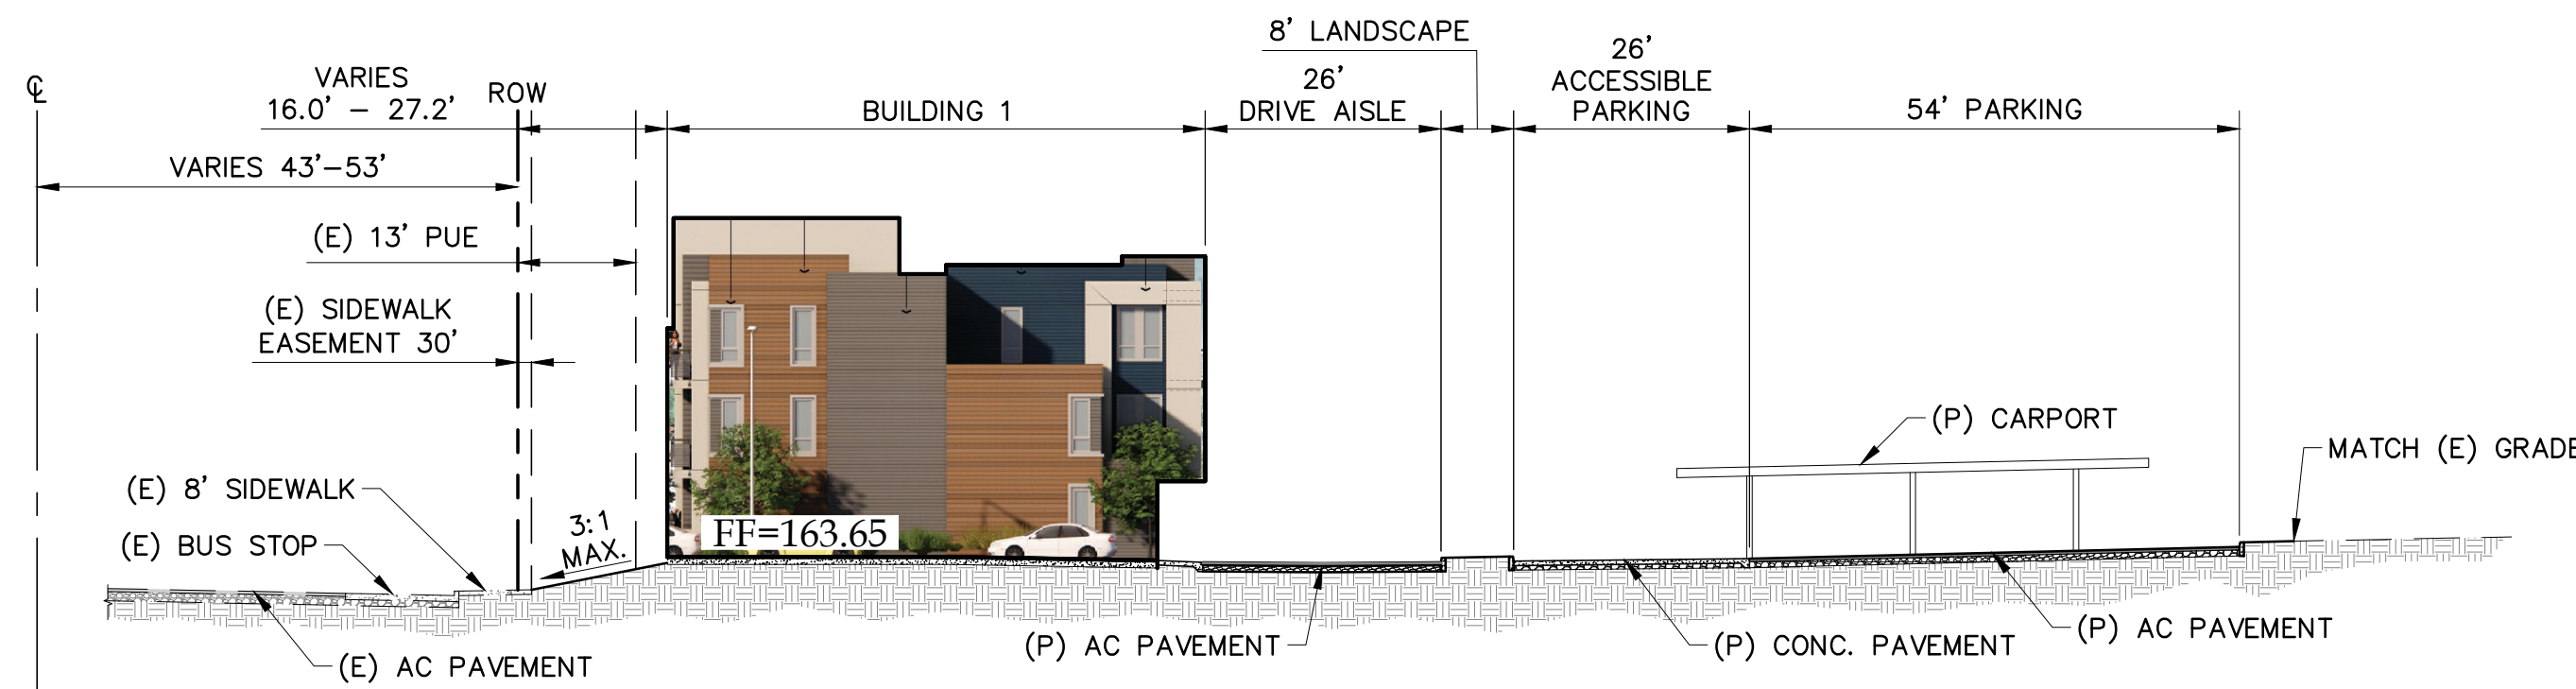 8' LANDSCAPE
℄
VARIES
16.0' – 27.2'
ROW
BUILDING 1
26'
DRIVE AISLE
26'
ACCESSIBLE
PARKING
54' PARKING
VARIES 43'–53'
(E) 13' PUE
(E) SIDEWALK
EASEMENT 30'
(P) CARPORT
MATCH (E) GRADE
(E) 8' SIDEWALK
(E) BUS STOP
3:1
MAX.
FF=163.65
(E) AC PAVEMENT
(P) AC PAVEMENT
(P) CONC. PAVEMENT
(P) AC PAVEMENT